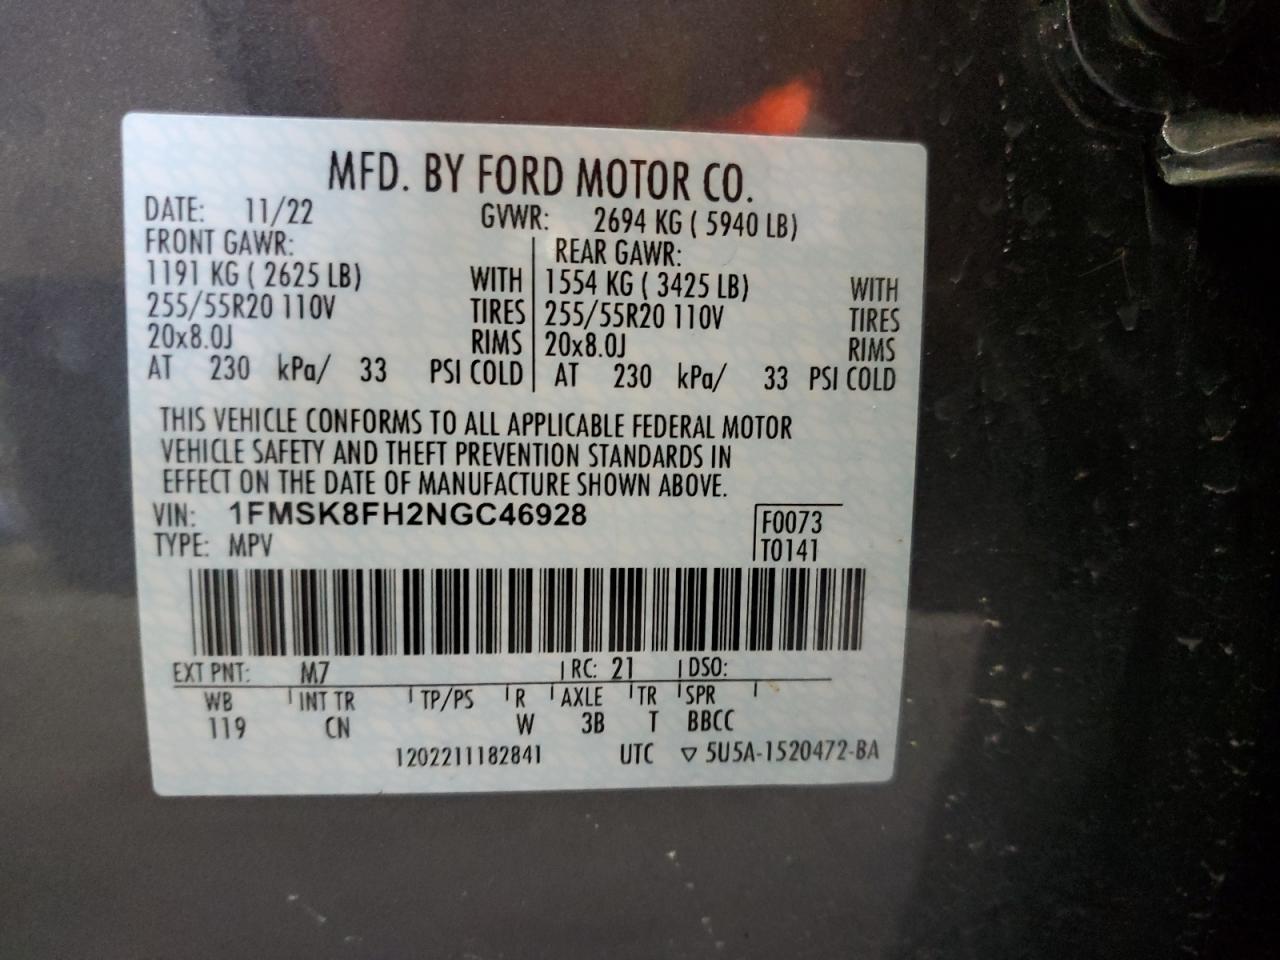 MFD. BY FORD MOTOR CO.
DATE: 11/22 GVWR: 2694 KG ( 5940 LB)
FRONT GAWR: REAR GAWR:
1191 KG ( 2625 LB) WITH 1554 KG ( 3425 LB) WITH
255/55R20 110V TIRES 255/55R20 110V TIRES
20x8.0J RIMS 20x8.0J RIMS
AT 230 kPa/ 33 PSI COLD AT 230 kPa/ 33 PSI COLD
THIS VEHICLE CONFORMS TO ALL APPLICABLE FEDERAL MOTOR
VEHICLE SAFETY AND THEFT PREVENTION STANDARDS IN
EFFECT ON THE DATE OF MANUFACTURE SHOWN ABOVE.
VIN: 1FMSK8FH2NGC46928 F0073
TYPE: MPV T0141
EXT PNT: M7 RC: 21 DSO:
WB INT TR TP/PS R AXLE TR SPR
119 CN W 3B T BBCC
1202211182841 UTC ▽ 5U5A-1520472-BA